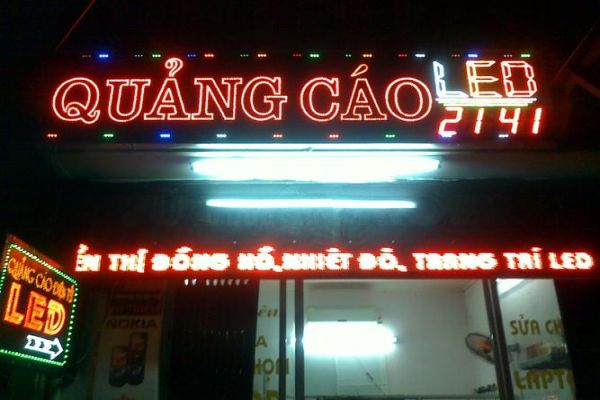 QUẢNG CÁO LED
21 41
ỂN THỊ ĐỒNG HỒ, NHIỆT ĐỘ, TRANG TRÍ LED
QUẢNG CÁO ĐIỆN TỬ
LED
NOKIA
SỬA
LAPTO